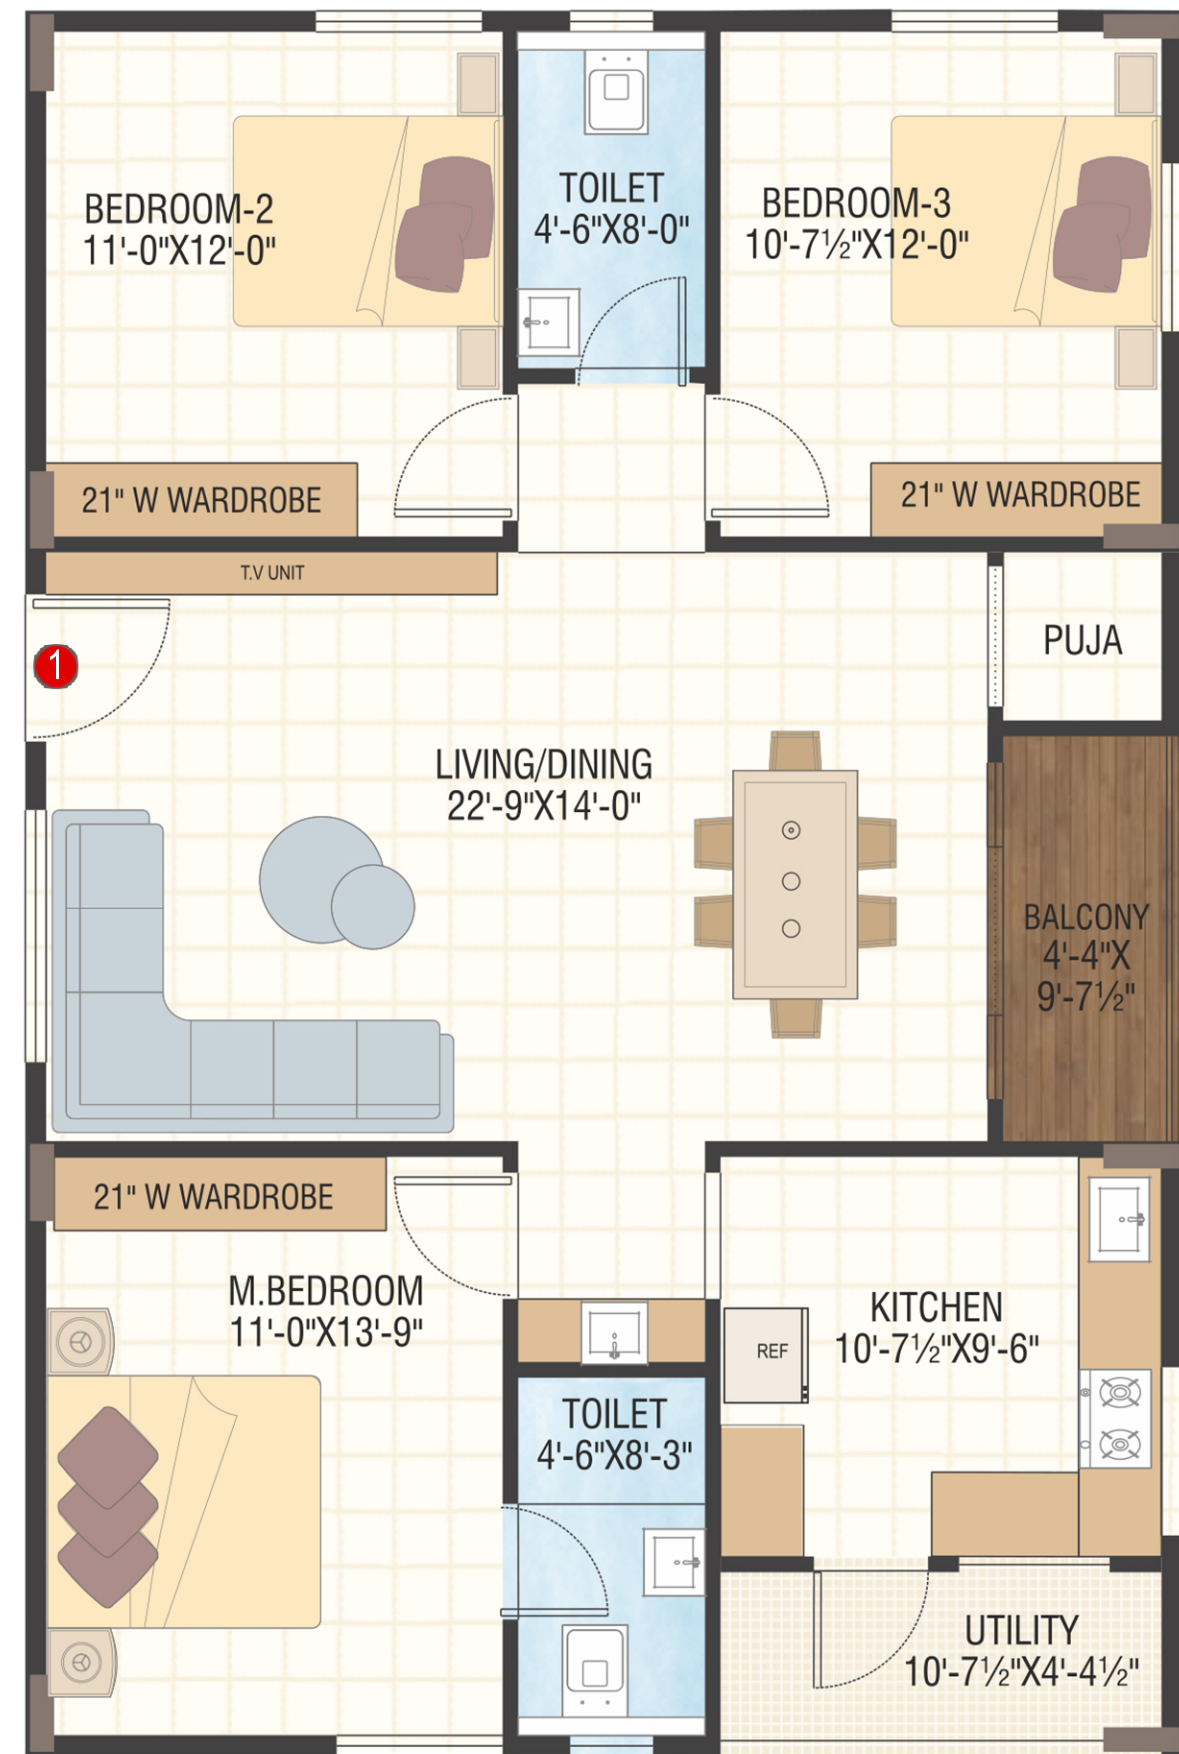 BEDROOM-2
11'-0"X12'-0"
TOILET
4'-6"X8'-0"
BEDROOM-3
10'-7½"X12'-0"
21" W WARDROBE
21" W WARDROBE
T.V UNIT
1
PUJA
LIVING/DINING
22'-9"X14'-0"
BALCONY
4'-4"X
9'-7½"
21" W WARDROBE
M.BEDROOM
11'-0"X13'-9"
KITCHEN
10'-7½"X9'-6"
REF
TOILET
4'-6"X8'-3"
UTILITY
10'-7½"X4'-4½"